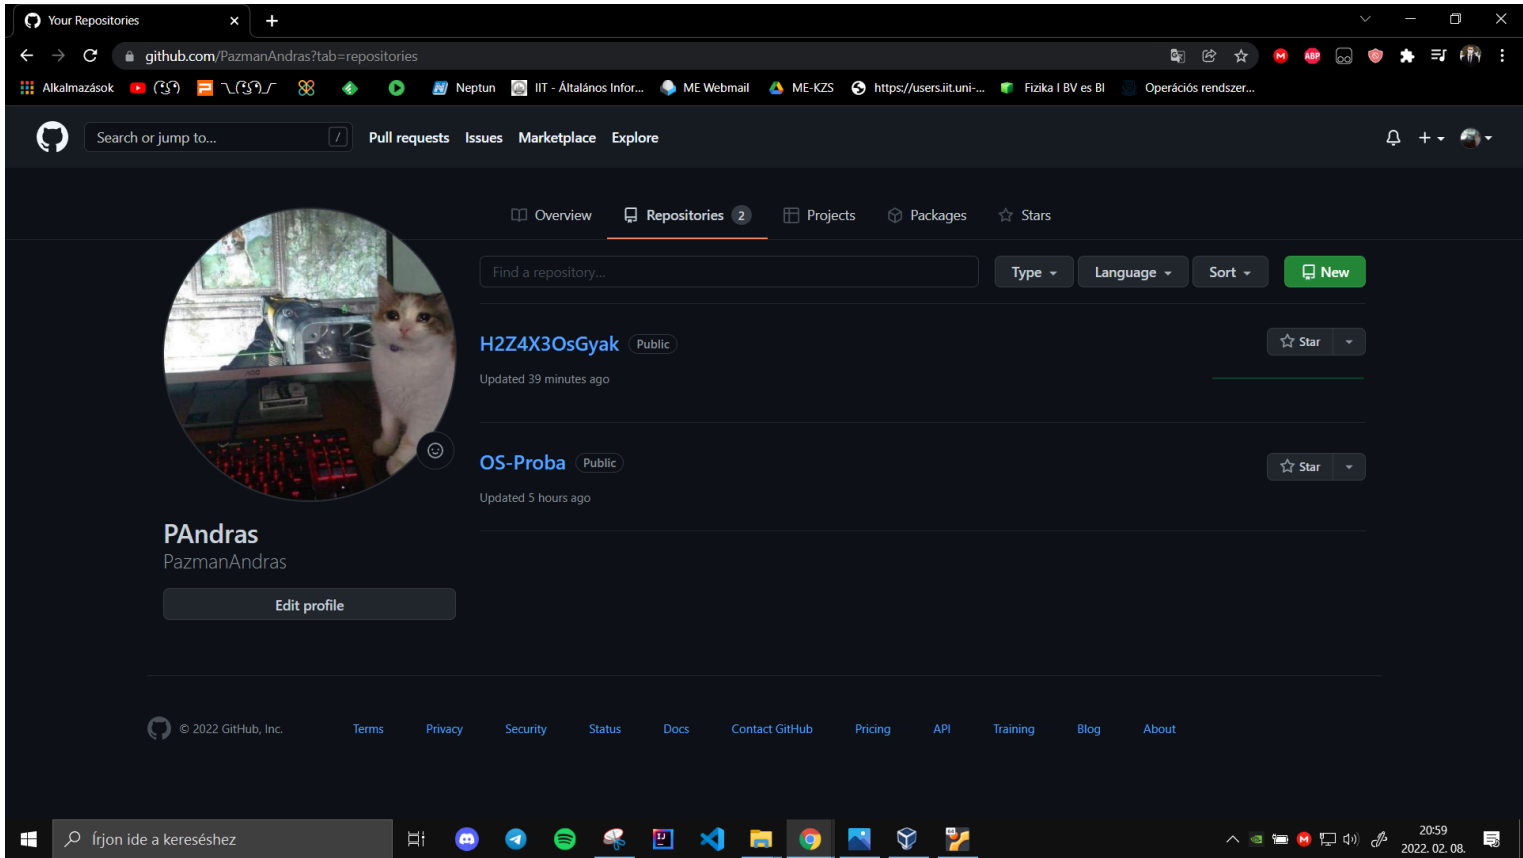 Your Repositories
github.com/PazmanAndras?tab=repositories
Alkalmazások
Neptun
IIT - Általános Infor...
ME Webmail
ME-KZS
https://users.iit.uni-...
Fizika I BV es BI
Operációs rendszer...
Search or jump to...
/
Pull requests
Issues
Marketplace
Explore
Overview
Repositories 2
Projects
Packages
Stars
Find a repository...
Type
Language
Sort
New
H2Z4X3OsGyak Public
Star
Updated 39 minutes ago
OS-Proba Public
Star
Updated 5 hours ago
PAndras
PazmanAndras
Edit profile
© 2022 GitHub, Inc.
Terms
Privacy
Security
Status
Docs
Contact GitHub
Pricing
API
Training
Blog
About
Írjon ide a kereséshez
20:59
2022. 02. 08.